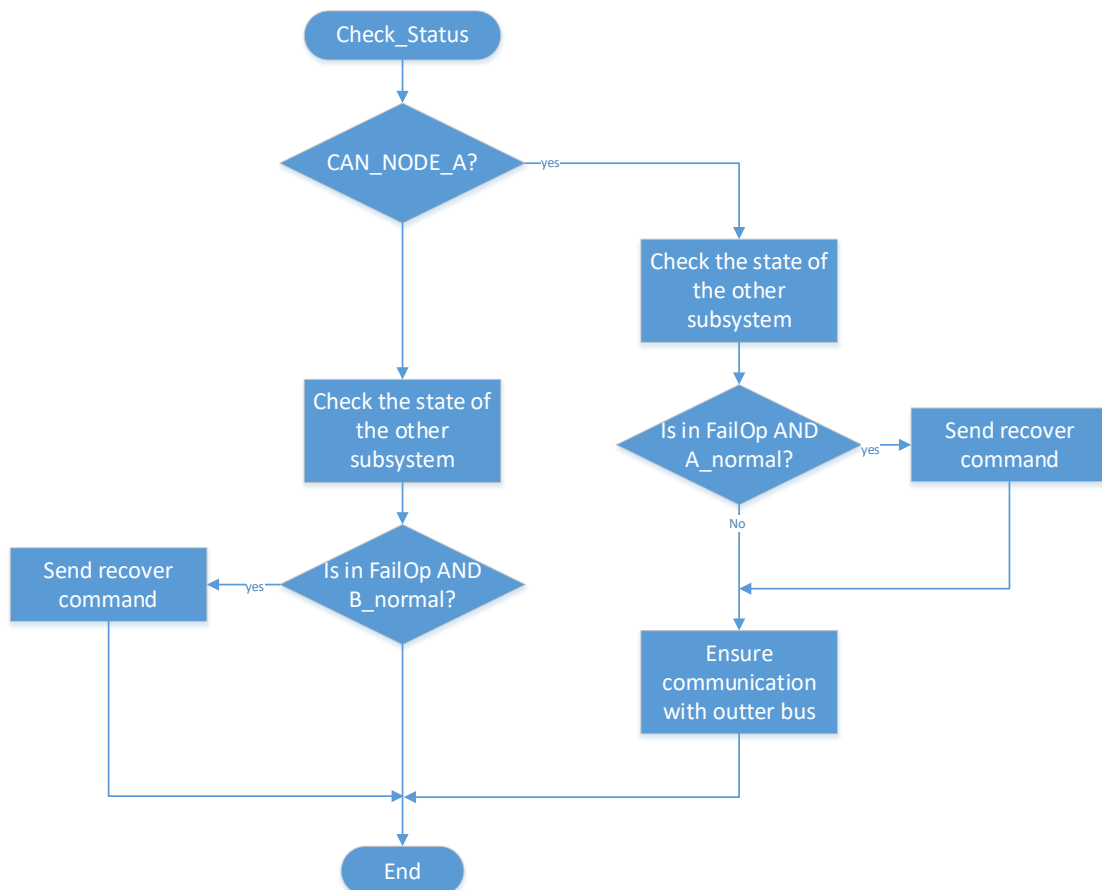 Check_Status
CAN_NODE_A?
yes
Check the state of
the other
subsystem
Is in FailOp AND
A_normal?
yes
Send recover
command
No
Ensure
communication
with outter bus
Check the state of
the other
subsystem
Is in FailOp AND
B_normal?
yes
Send recover
command
End